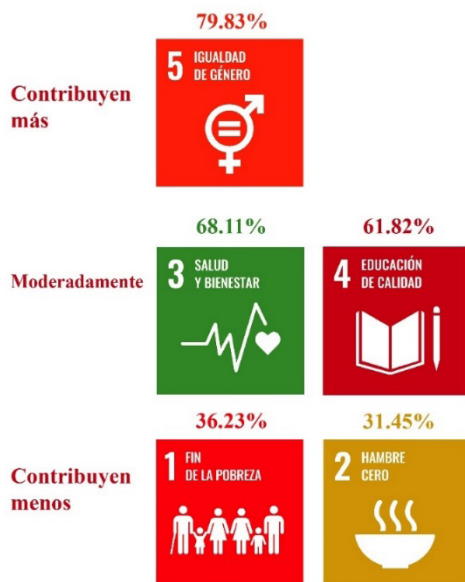 79.83%
Contribuyen
más
5 IGUALDAD
DE GÉNERO
68.11%
61.82%
Moderadamente
3 SALUD
Y BIENESTAR
4 EDUCACIÓN
DE CALIDAD
36.23%
31.45%
Contribuyen
menos
1 FIN
DE LA POBREZA
2 HAMBRE
CERO